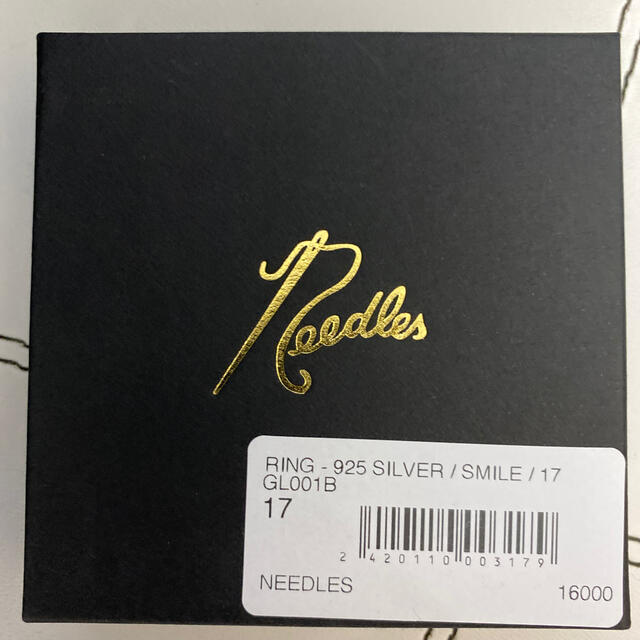 Needles
RING - 925 SILVER / SMILE / 17
GL001B
17
2 420110 003179
NEEDLES 16000